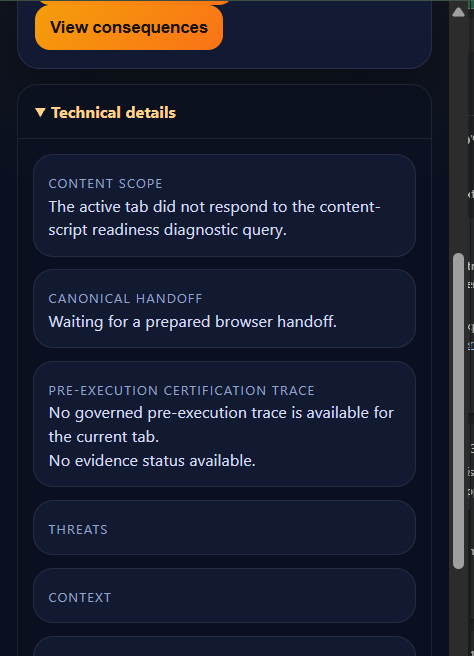 View consequences
▼ Technical details
CONTENT SCOPE
The active tab did not respond to the content-
script readiness diagnostic query.
CANONICAL HANDOFF
Waiting for a prepared browser handoff.
PRE-EXECUTION CERTIFICATION TRACE
No governed pre-execution trace is available for
the current tab.
No evidence status available.
THREATS
CONTEXT